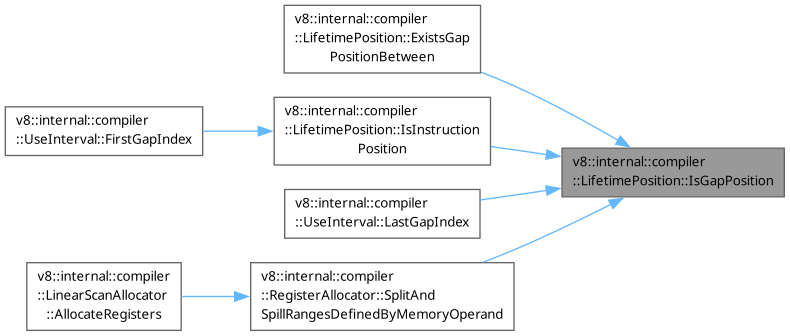 v8::internal::compiler
::LifetimePosition::ExistsGap
PositionBetween
v8::internal::compiler
::UseInterval::FirstGapIndex
v8::internal::compiler
::LifetimePosition::IsInstruction
Position
v8::internal::compiler
::LifetimePosition::IsGapPosition
v8::internal::compiler
::UseInterval::LastGapIndex
v8::internal::compiler
::LinearScanAllocator
::AllocateRegisters
v8::internal::compiler
::RegisterAllocator::SplitAnd
SpillRangesDefinedByMemoryOperand